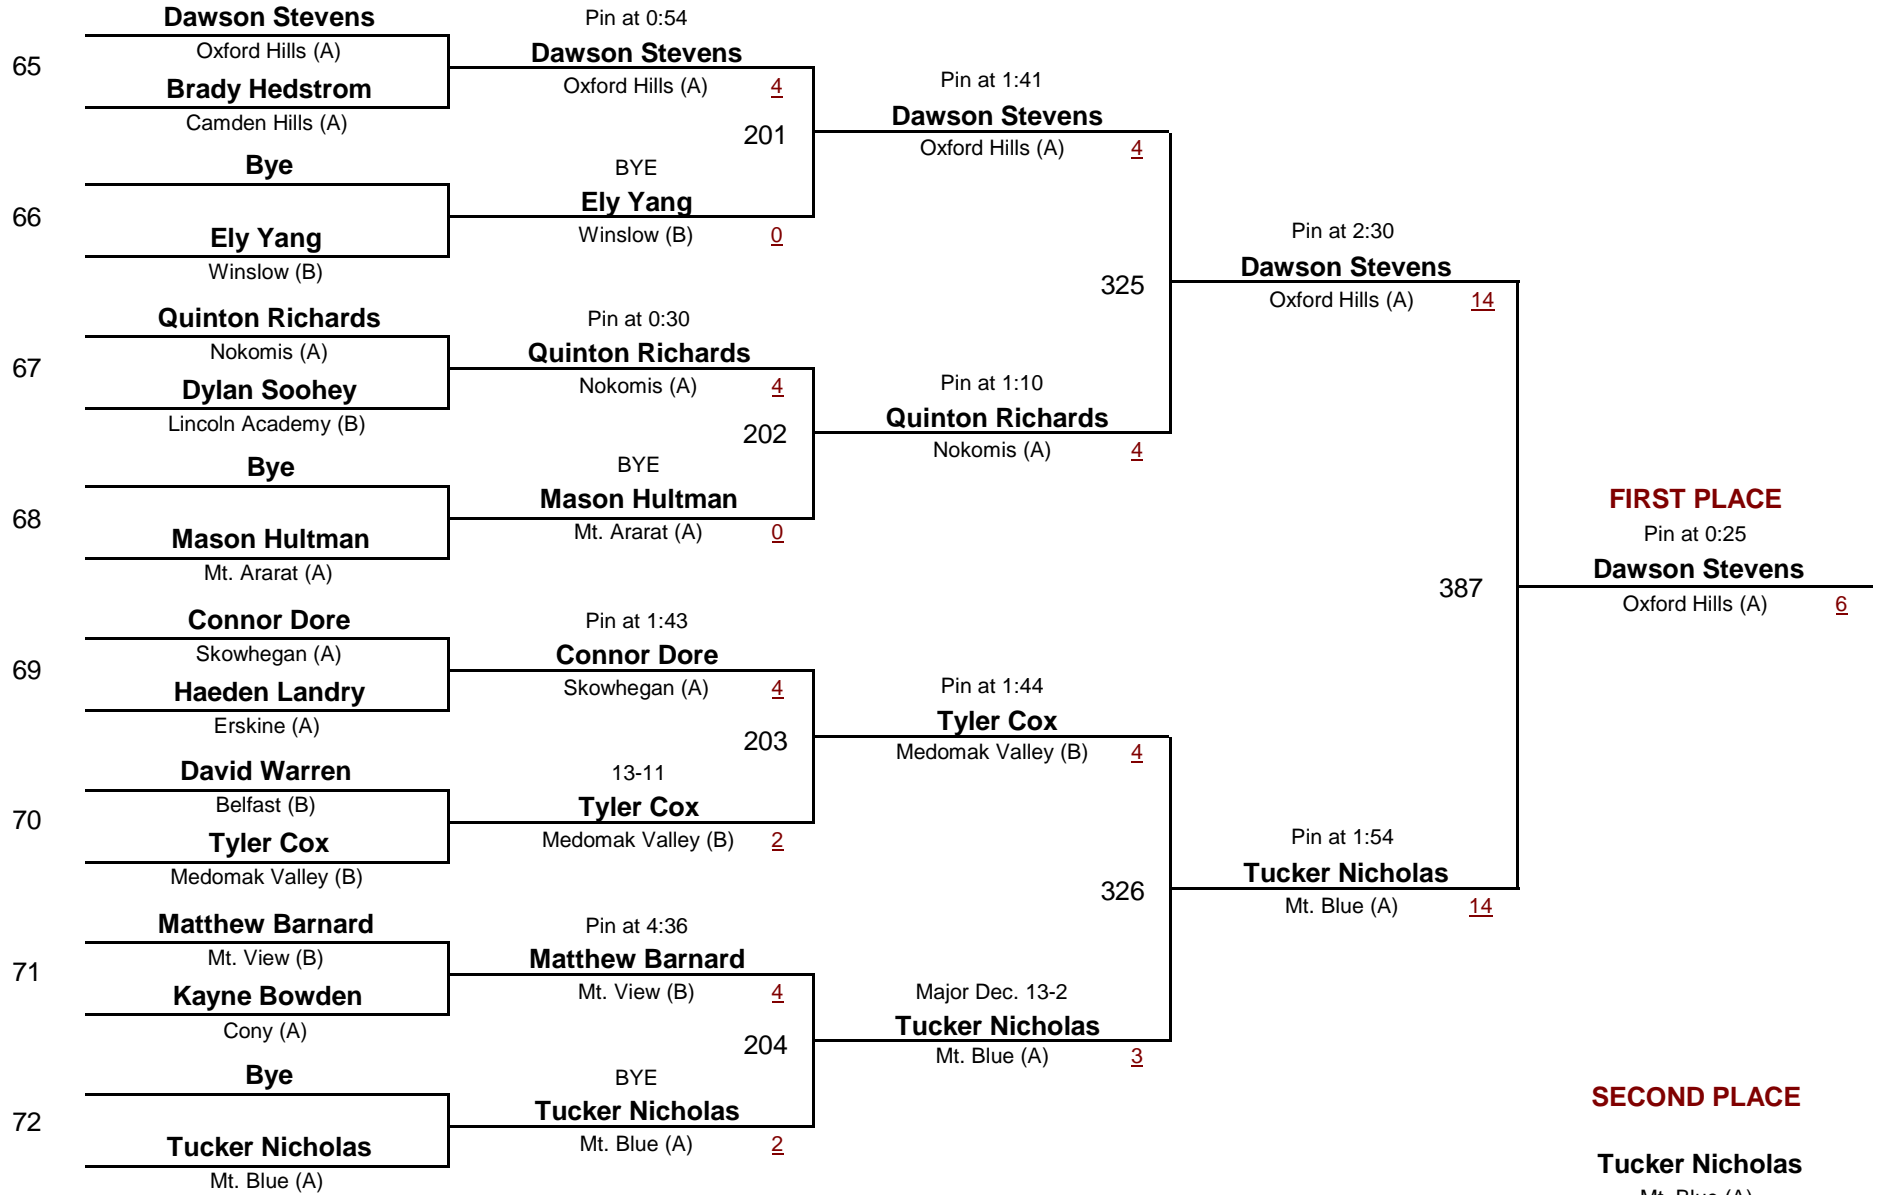 Dawson Stevens
Oxford Hills (A)
65
Brady Hedstrom
Camden Hills (A)
Bye
66
Ely Yang
Winslow (B)
Quinton Richards
Nokomis (A)
67
Dylan Soohey
Lincoln Academy (B)
Bye
68
Mason Hultman
Mt. Ararat (A)
Connor Dore
Skowhegan (A)
69
Haeden Landry
Erskine (A)
David Warren
Belfast (B)
70
Tyler Cox
Medomak Valley (B)
Matthew Barnard
Mt. View (B)
71
Kayne Bowden
Cony (A)
Bye
72
Tucker Nicholas
Mt. Blue (A)
Pin at 0:54
Dawson Stevens
Oxford Hills (A) 4
201
BYE
Ely Yang
Winslow (B) 0
Pin at 0:30
Quinton Richards
Nokomis (A) 4
202
BYE
Mason Hultman
Mt. Ararat (A) 0
Pin at 1:43
Connor Dore
Skowhegan (A) 4
203
13-11
Tyler Cox
Medomak Valley (B) 2
Pin at 4:36
Matthew Barnard
Mt. View (B) 4
204
BYE
Tucker Nicholas
Mt. Blue (A) 2
Pin at 1:41
Dawson Stevens
Oxford Hills (A) 4
325
Pin at 1:10
Quinton Richards
Nokomis (A) 4
Pin at 1:44
Tyler Cox
Medomak Valley (B) 4
326
Major Dec. 13-2
Tucker Nicholas
Mt. Blue (A) 3
Pin at 2:30
Dawson Stevens
Oxford Hills (A) 14
387
Pin at 1:54
Tucker Nicholas
Mt. Blue (A) 14
FIRST PLACE
Pin at 0:25
Dawson Stevens
Oxford Hills (A) 6
SECOND PLACE
Tucker Nicholas
Mt. Blue (A)